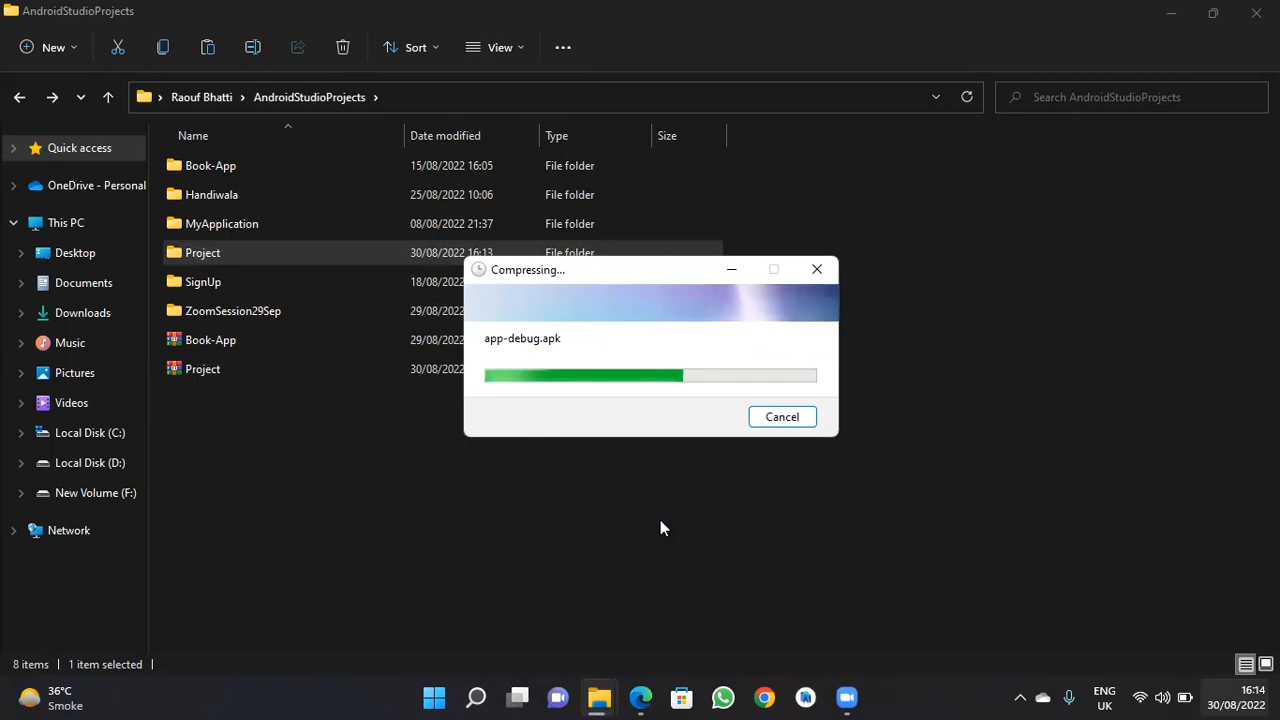 AndroidStudioProjects
New
Sort
View
Raouf Bhatti > AndroidStudioProjects >
Search AndroidStudioProjects
Name Date modified Type Size
Quick access
OneDrive - Personal
This PC
Desktop
Documents
Downloads
Music
Pictures
Videos
Local Disk (C:)
Local Disk (D:)
New Volume (F:)
Network
Book-App 15/08/2022 16:05 File folder
Handiwala 25/08/2022 10:06 File folder
MyApplication 08/08/2022 21:37 File folder
Project 30/08/2022 16:13 File folder
SignUp 18/08/2022
ZoomSession29Sep 29/08/2022
Book-App 29/08/2022
Project 30/08/2022
Compressing...
app-debug.apk
Cancel
8 items 1 item selected
36°C
Smoke
ENG
UK
16:14
30/08/2022